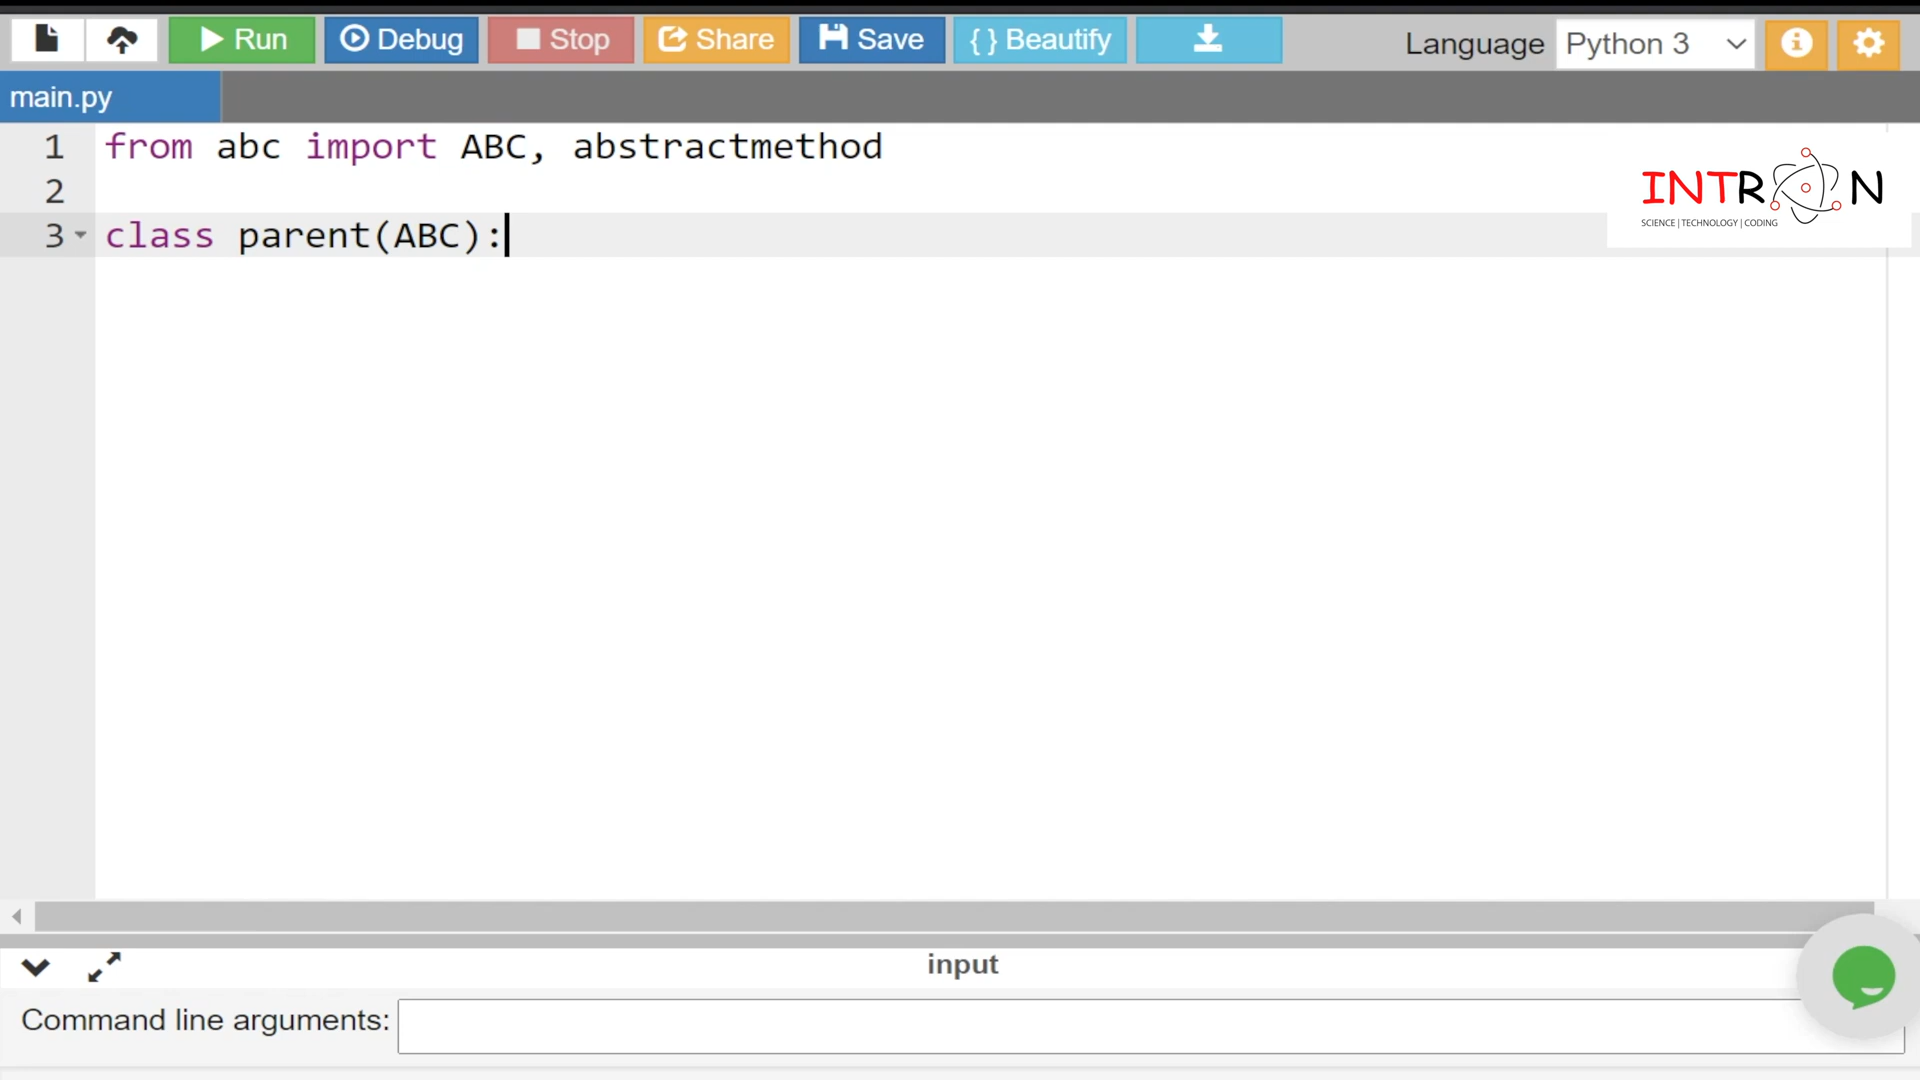 Run Debug Stop Share Save { } Beautify Language Python 3
main.py
1 from abc import ABC, abstractmethod
2
3 class parent(ABC):
INTRON
SCIENCE | TECHNOLOGY | CODING
input
Command line arguments: